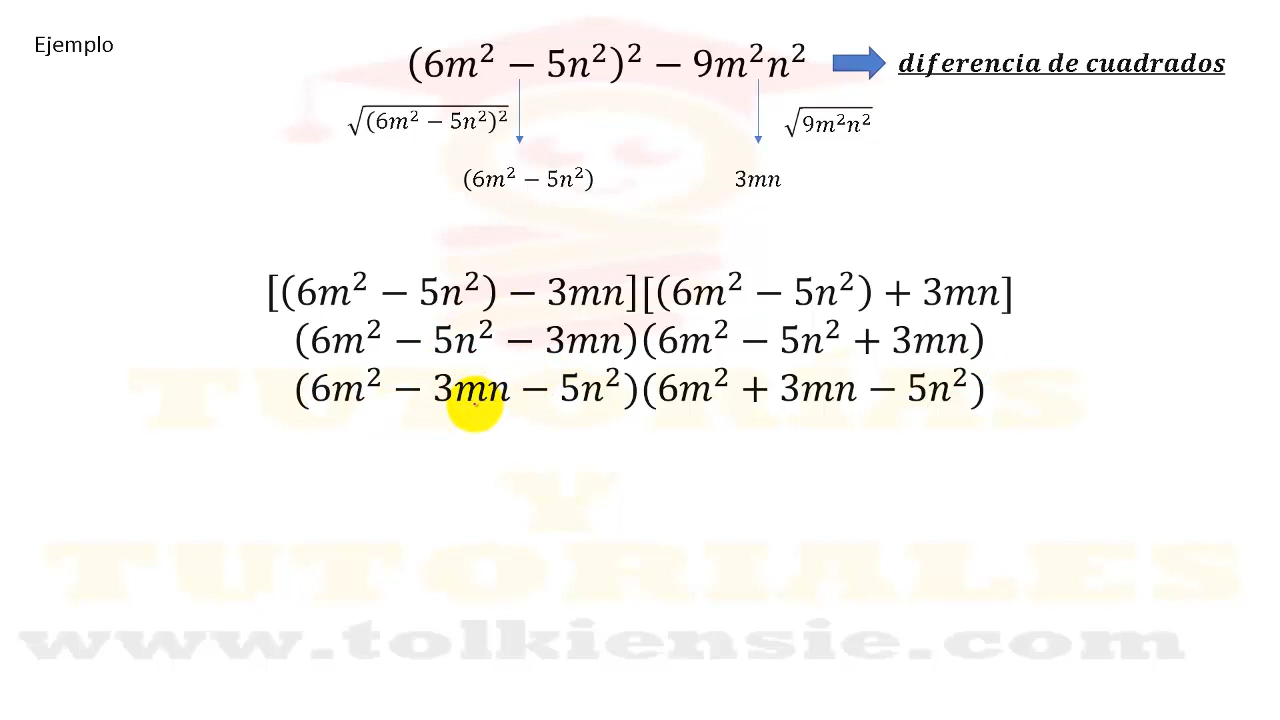 Ejemplo
(6m² − 5n²)² − 9m²n²
diferencia de cuadrados
√(6m² − 5n²)²
√9m²n²
(6m² − 5n²)
3mn
[(6m² − 5n²) − 3mn][(6m² − 5n²) + 3mn]
(6m² − 5n² − 3mn)(6m² − 5n² + 3mn)
(6m² − 3mn − 5n²)(6m² + 3mn − 5n²)
TUTORÍAS
Y
TUTORIALES
www.tolkiensie.com